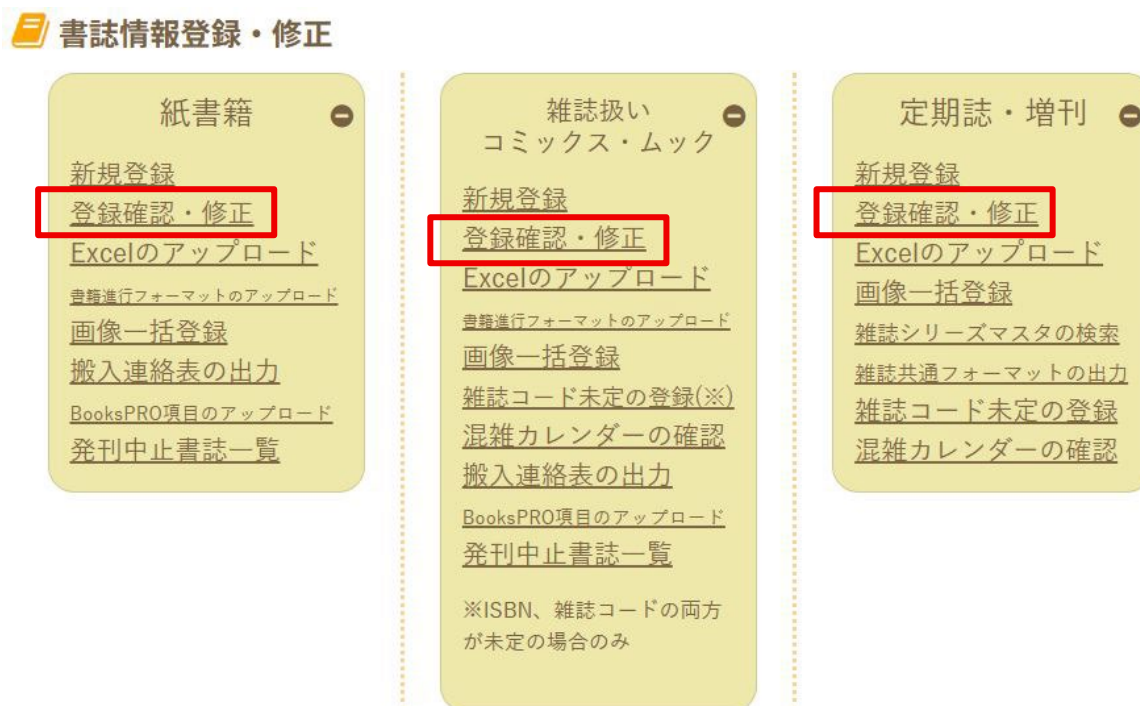 書誌情報登録・修正
紙書籍
新規登録
登録確認・修正
Excelのアップロード
書籍進行フォーマットのアップロード
画像一括登録
搬入連絡表の出力
BooksPRO項目のアップロード
発刊中止書誌一覧
雑誌扱い
コミックス・ムック
新規登録
登録確認・修正
Excelのアップロード
書籍進行フォーマットのアップロード
画像一括登録
雑誌コード未定の登録(※)
混雑カレンダーの確認
搬入連絡表の出力
BooksPRO項目のアップロード
発刊中止書誌一覧
※ISBN、雑誌コードの両方
が未定の場合のみ
定期誌・増刊
新規登録
登録確認・修正
Excelのアップロード
画像一括登録
雑誌シリーズマスタの検索
雑誌共通フォーマットの出力
雑誌コード未定の登録
混雑カレンダーの確認